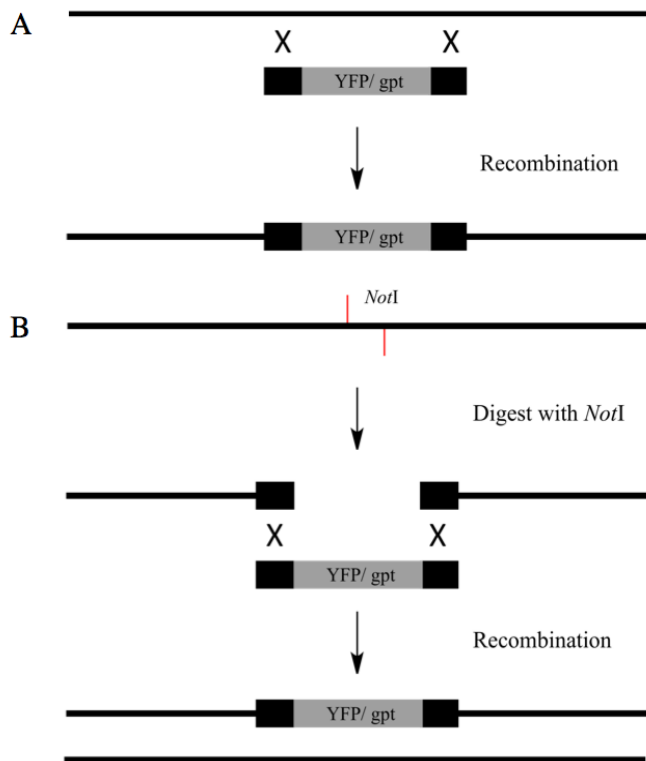 A
X X
YFP/ gpt
Recombination
YFP/ gpt
NotI
B
Digest with NotI
X X
YFP/ gpt
Recombination
YFP/ gpt